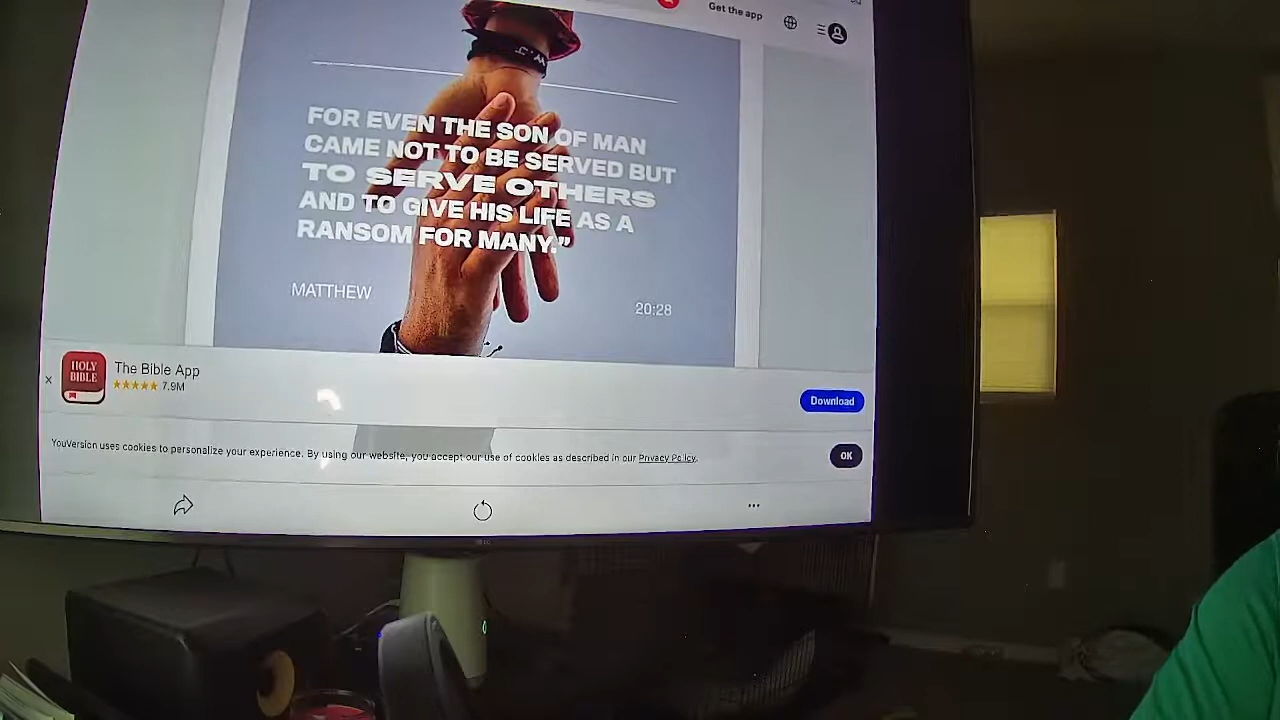 Get the app
FOR EVEN THE SON OF MAN
CAME NOT TO BE SERVED BUT
TO SERVE OTHERS
AND TO GIVE HIS LIFE AS A
RANSOM FOR MANY.”
MATTHEW
20:28
HOLY
BIBLE
The Bible App
7.9M
Download
YouVersion uses cookies to personalize your experience. By using our website, you accept our use of cookies as described in our Privacy Policy.
OK